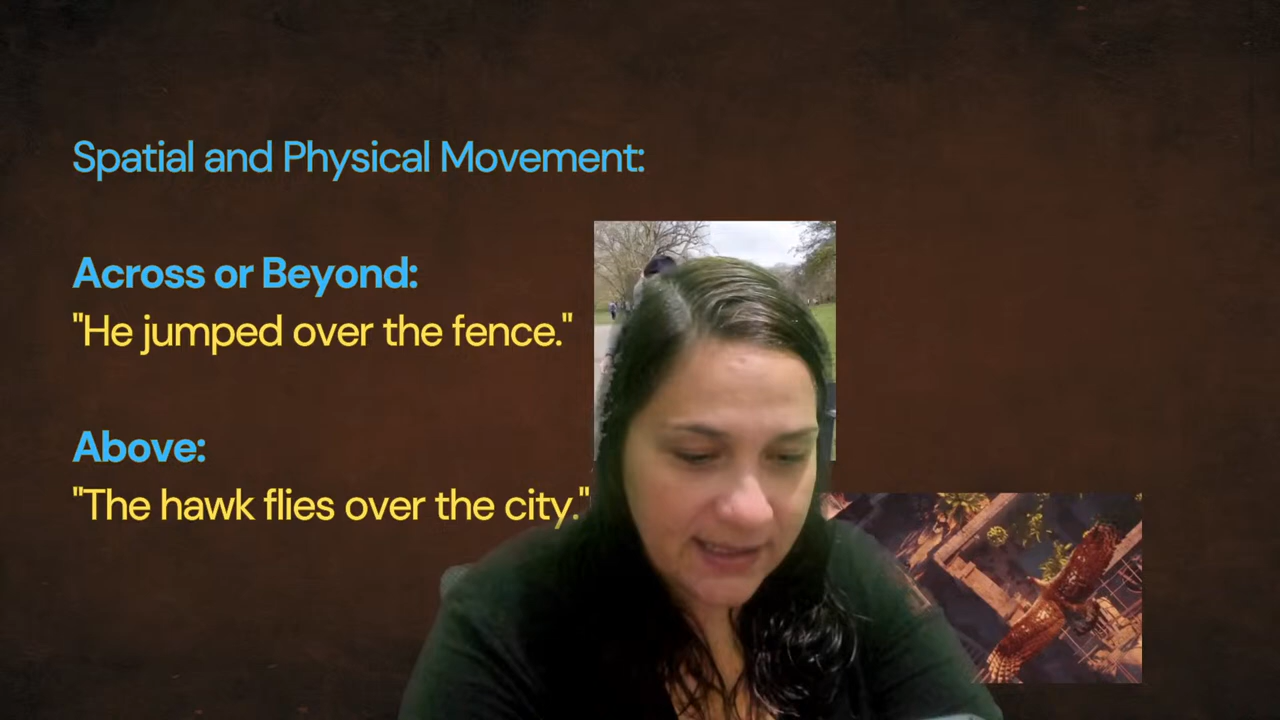 Spatial and Physical Movement:
Across or Beyond:
"He jumped over the fence."
Above:
"The hawk flies over the city."